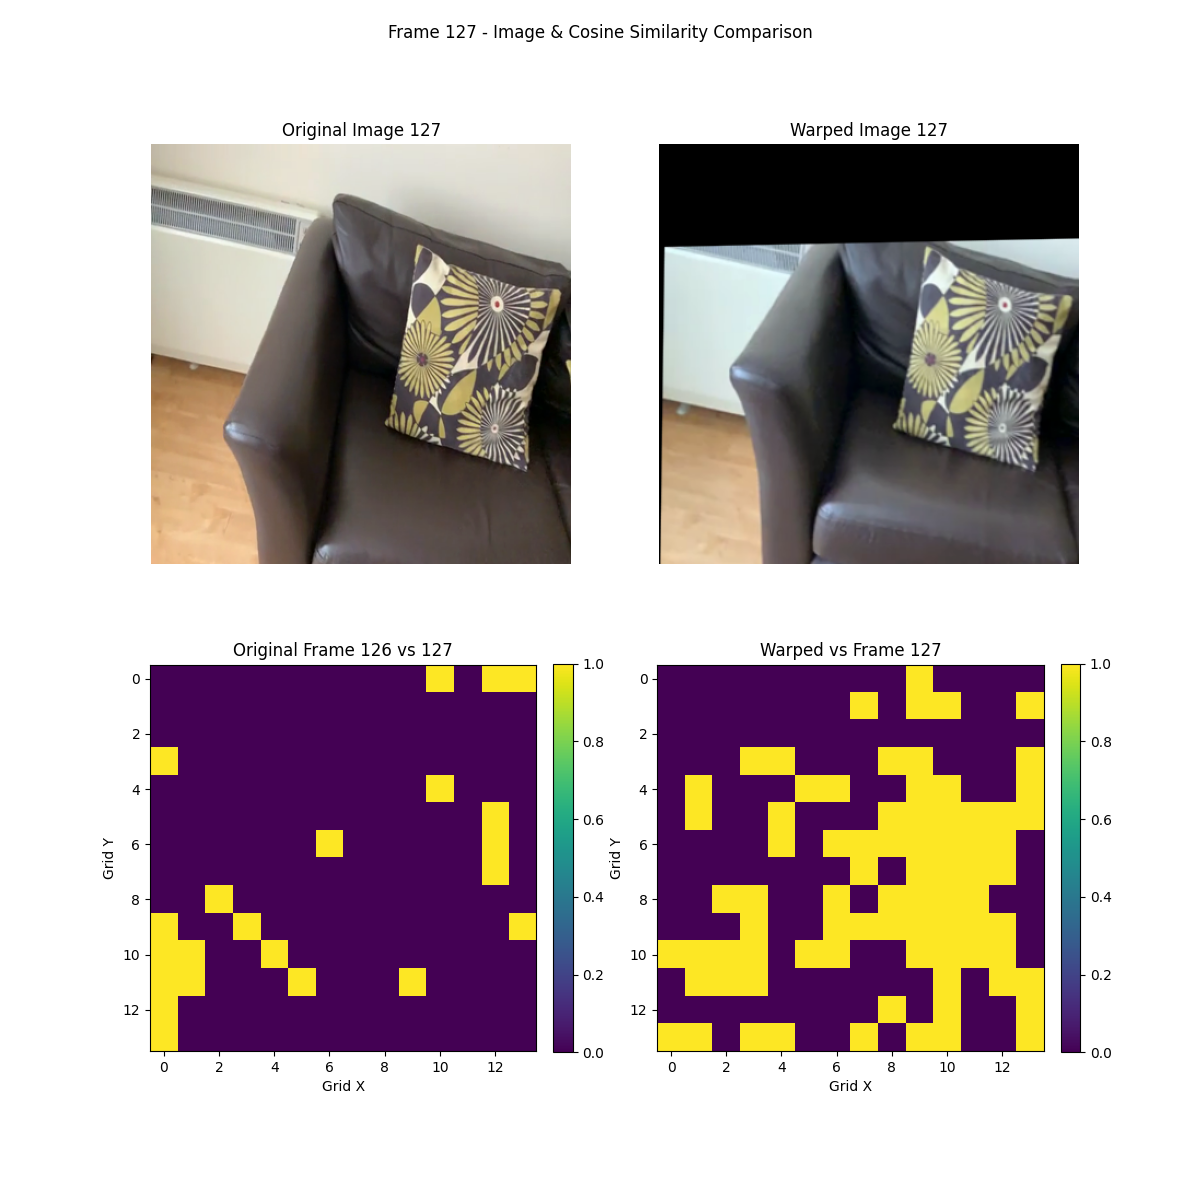 Frame 127 - Image & Cosine Similarity Comparison
Original Image 127
Warped Image 127
Original Frame 126 vs 127
Warped vs Frame 127
0
2
4
6
8
10
12
Grid Y
0 2 4 6 8 10 12
Grid X
1.0
0.8
0.6
0.4
0.2
0.0
0
2
4
6
8
10
12
Grid Y
0 2 4 6 8 10 12
Grid X
1.0
0.8
0.6
0.4
0.2
0.0